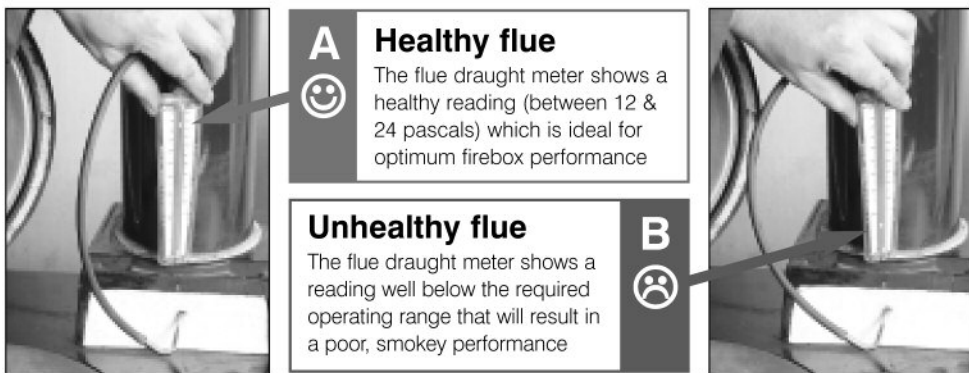 A
Healthy flue
The flue draught meter shows a
healthy reading (between 12 &
24 pascals) which is ideal for
optimum firebox performance
Unhealthy flue
The flue draught meter shows a
reading well below the required
operating range that will result in
a poor, smokey performance
B